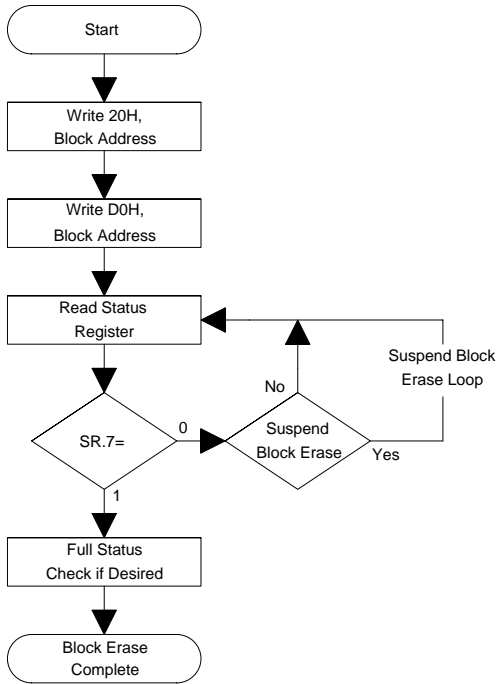 Start
Write 20H,
Block Address
Write D0H,
Block Address
Read Status
Register
Suspend Block
Erase Loop
No
SR.7=
0
Suspend
Block Erase
Yes
1
Full Status
Check if Desired
Block Erase
Complete